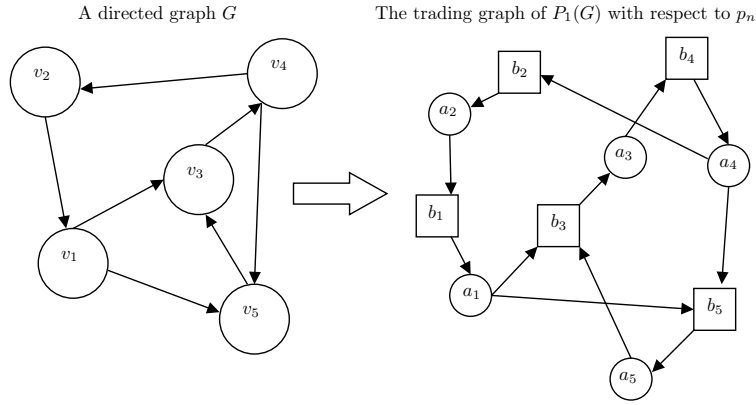 A directed graph G
The trading graph of P₁(G) with respect to pₙ
v₂
v₄
v₃
v₁
v₅
b₂
b₄
a₂
a₃
a₄
b₁
b₃
a₁
b₅
a₅